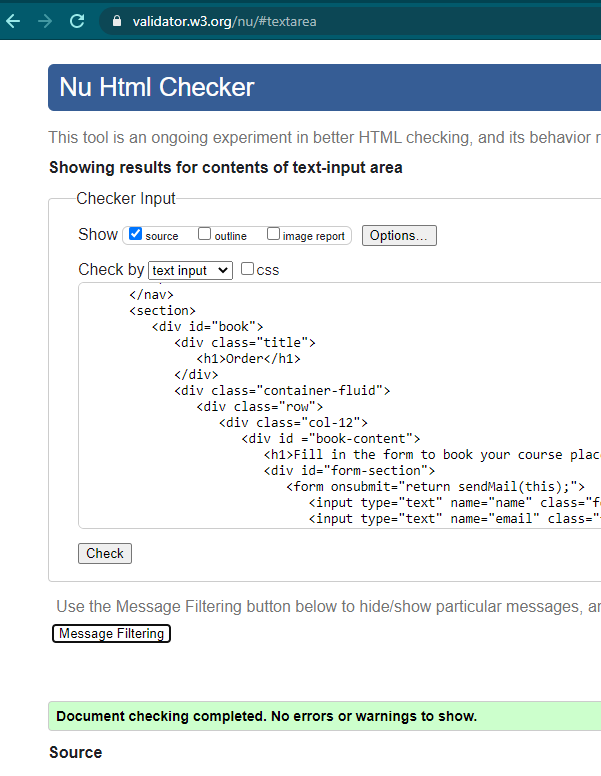 validator.w3.org/nu/#textarea
Nu Html Checker
This tool is an ongoing experiment in better HTML checking, and its behavior r
Showing results for contents of text-input area
Checker Input
Show source outline image report Options...
Check by text input css
</nav>
<section>
<div id="book">
<div class="title">
<h1>Order</h1>
</div>
<div class="container-fluid">
<div class="row">
<div class="col-12">
<div id ="book-content">
<h1>Fill in the form to book your course plac
<div id="form-section">
<form onsubmit="return sendMail(this);">
<input type="text" name="name" class="f
<input type="text" name="email" class="
Check
Use the Message Filtering button below to hide/show particular messages, an
Message Filtering
Document checking completed. No errors or warnings to show.
Source